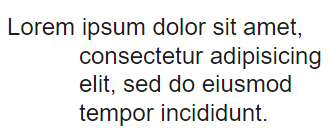 Lorem ipsum dolor sit amet,
consectetur adipisicing
elit, sed do eiusmod
tempor incididunt.